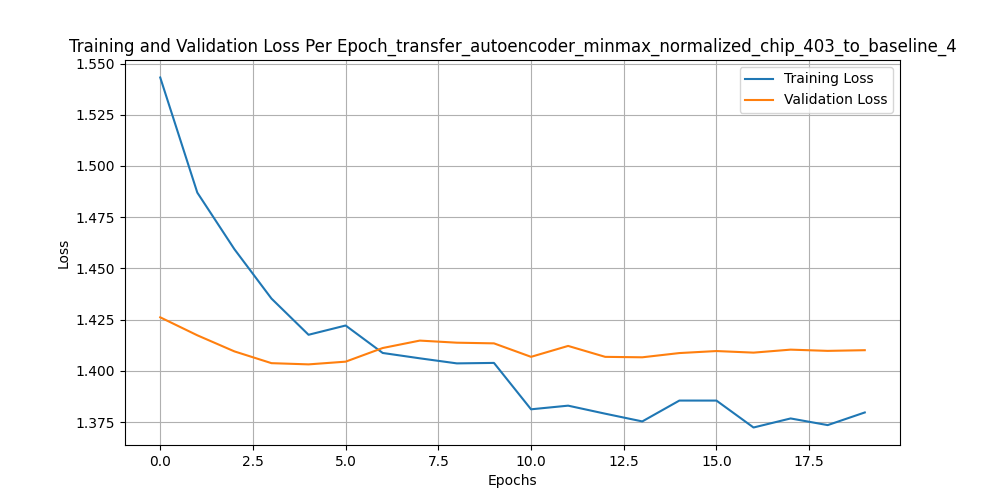 Training and Validation Loss Per Epoch_transfer_autoencoder_minmax_normalized_chip_403_to_baseline_4
1.550
1.525
1.500
1.475
1.450
1.425
1.400
1.375
Loss
Training Loss
Validation Loss
0.0 2.5 5.0 7.5 10.0 12.5 15.0 17.5
Epochs